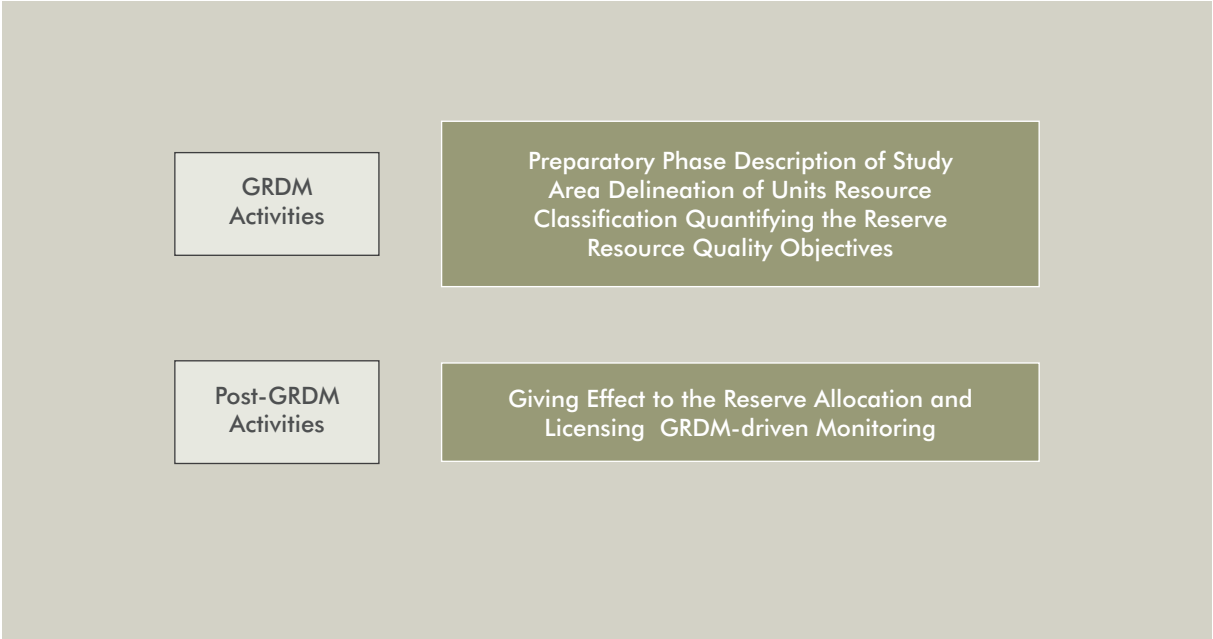 GRDM
Activities
Preparatory Phase Description of Study
Area Delineation of Units Resource
Classification Quantifying the Reserve
Resource Quality Objectives
Post-GRDM
Activities
Giving Effect to the Reserve Allocation and
Licensing  GRDM-driven Monitoring